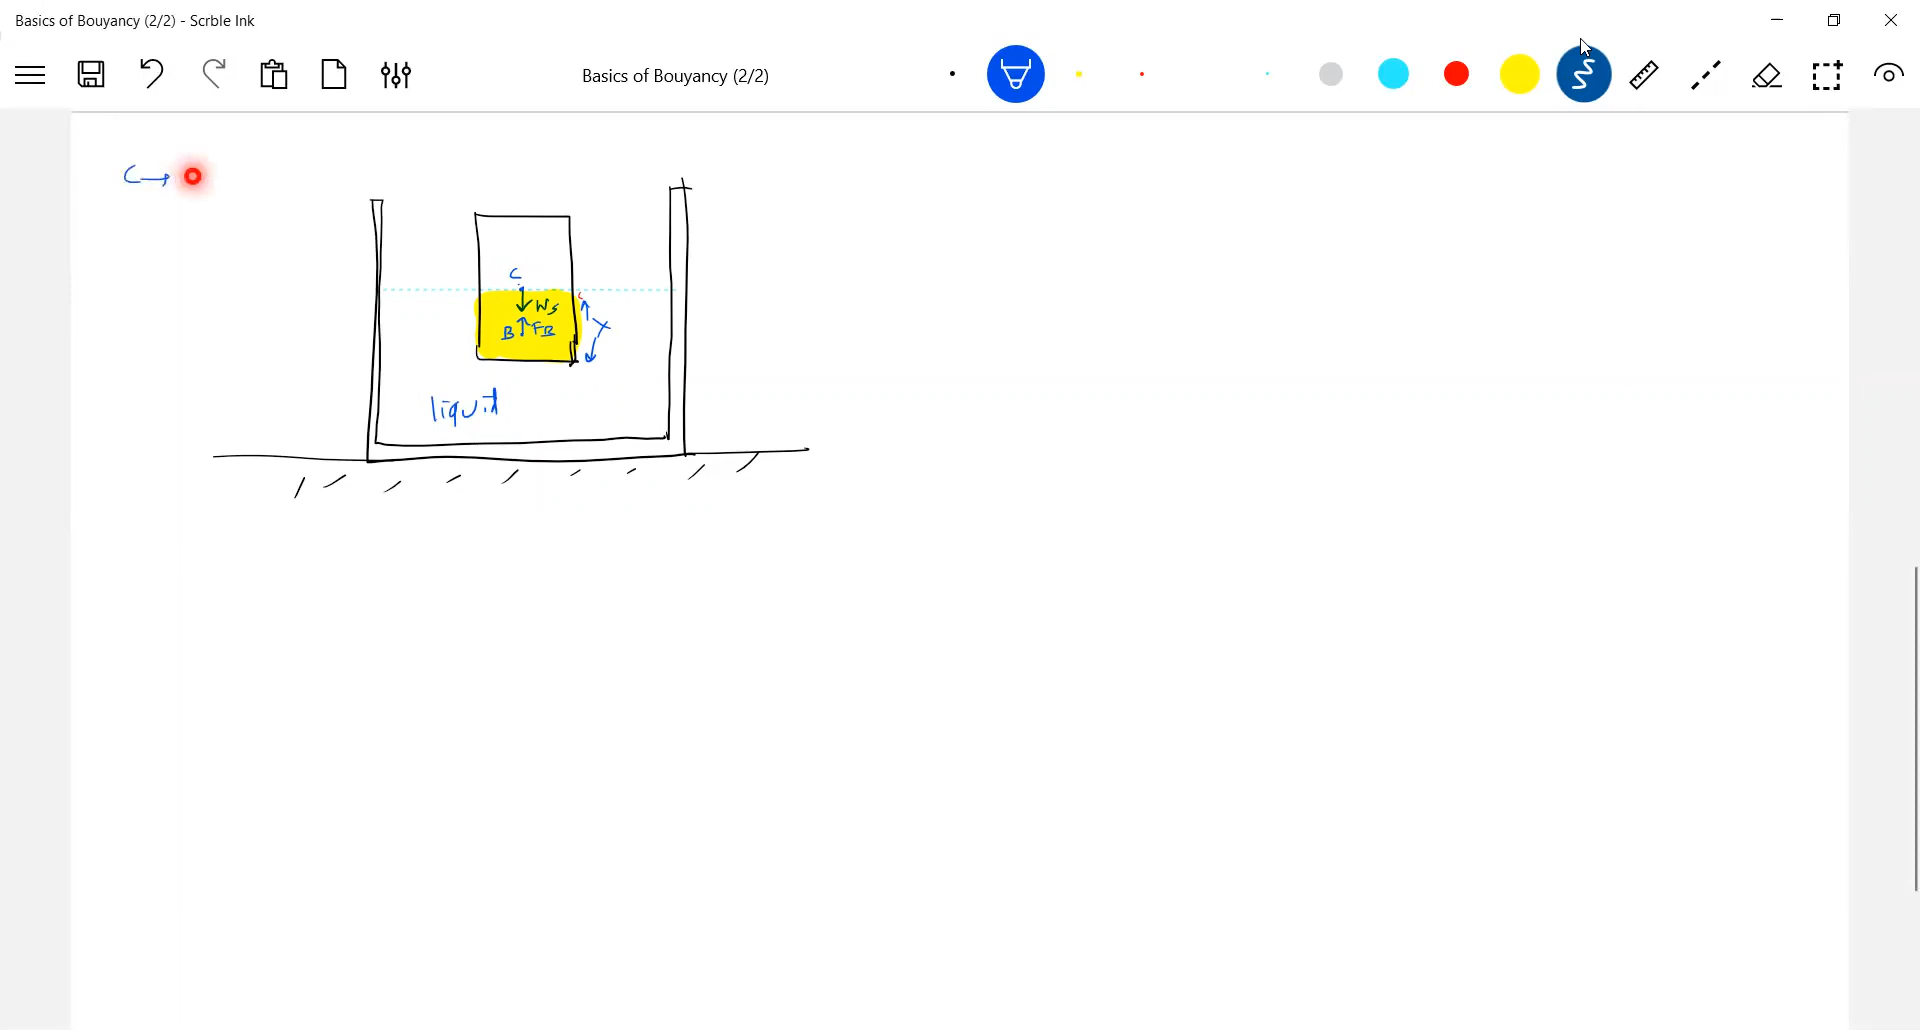 Basics of Bouyancy (2/2) - Scrble Ink
Basics of Bouyancy (2/2)
C→
C
Ws
B FB
x
liquid